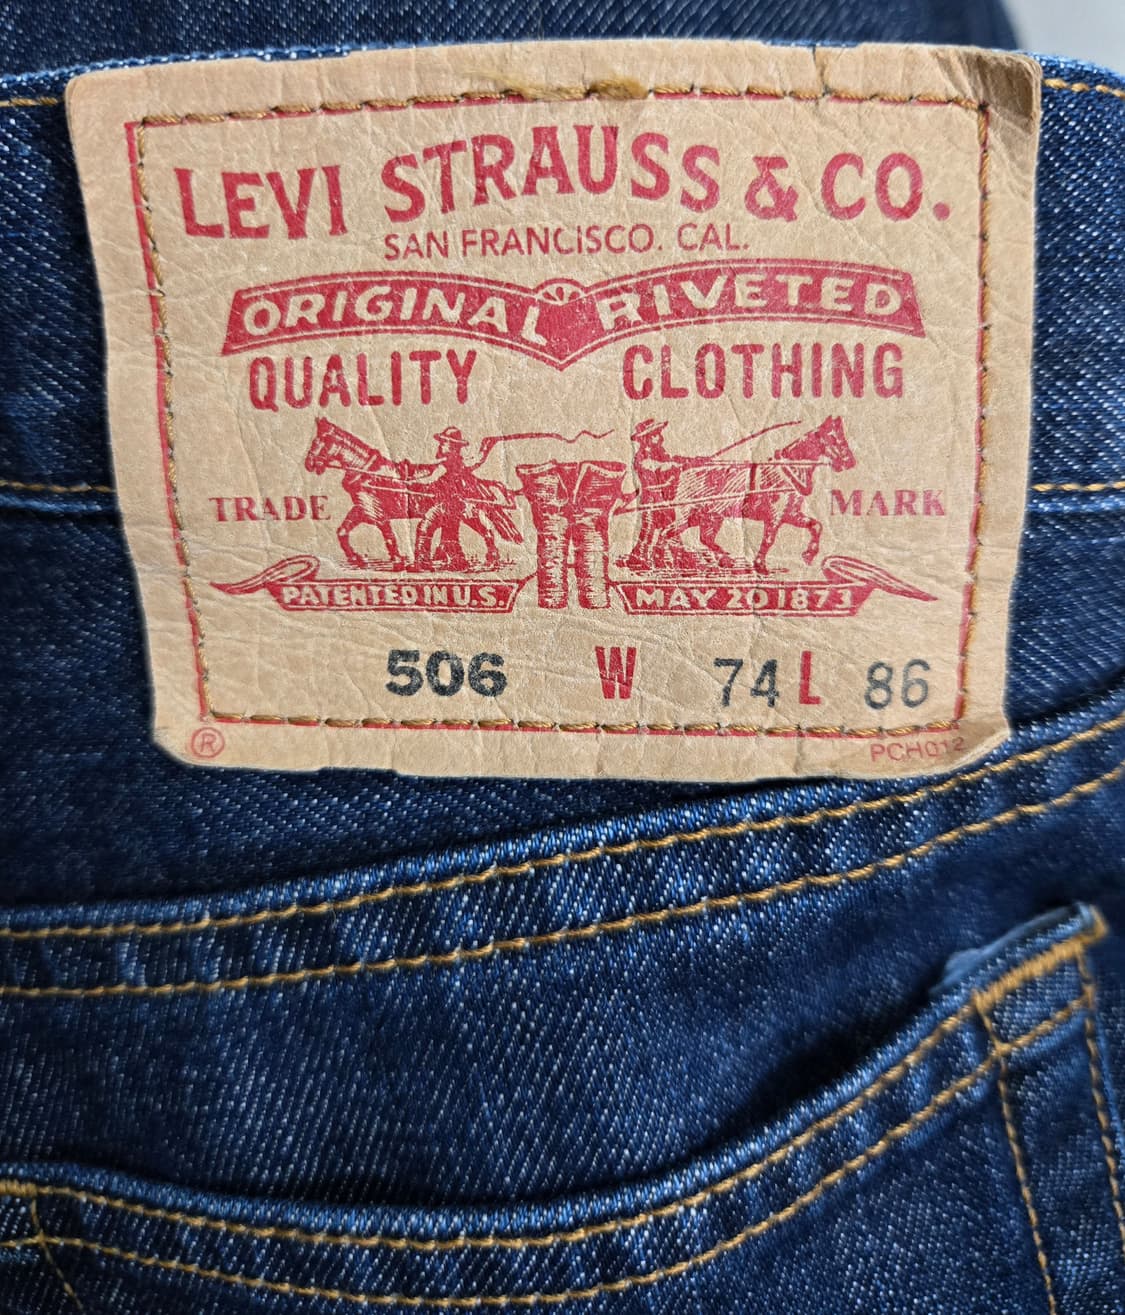 LEVI STRAUSS & CO.
SAN FRANCISCO. CAL.
ORIGINAL RIVETED
QUALITY CLOTHING
TRADE MARK
PATENTED IN U.S. MAY 20 1873
506 W 74 L 86
® PCH012